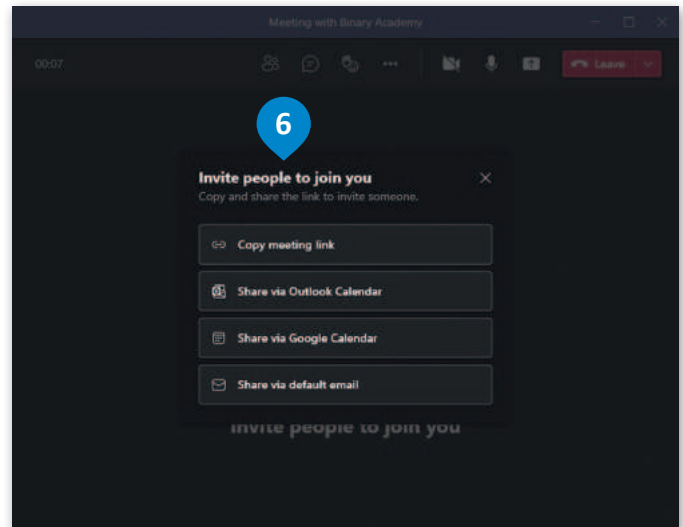 Meeting with Binary Academy
00:07
Leave
6
Invite people to join you
Copy and share the link to invite someone.
Copy meeting link
Share via Outlook Calendar
Share via Google Calendar
Share via default email
Invite people to join you